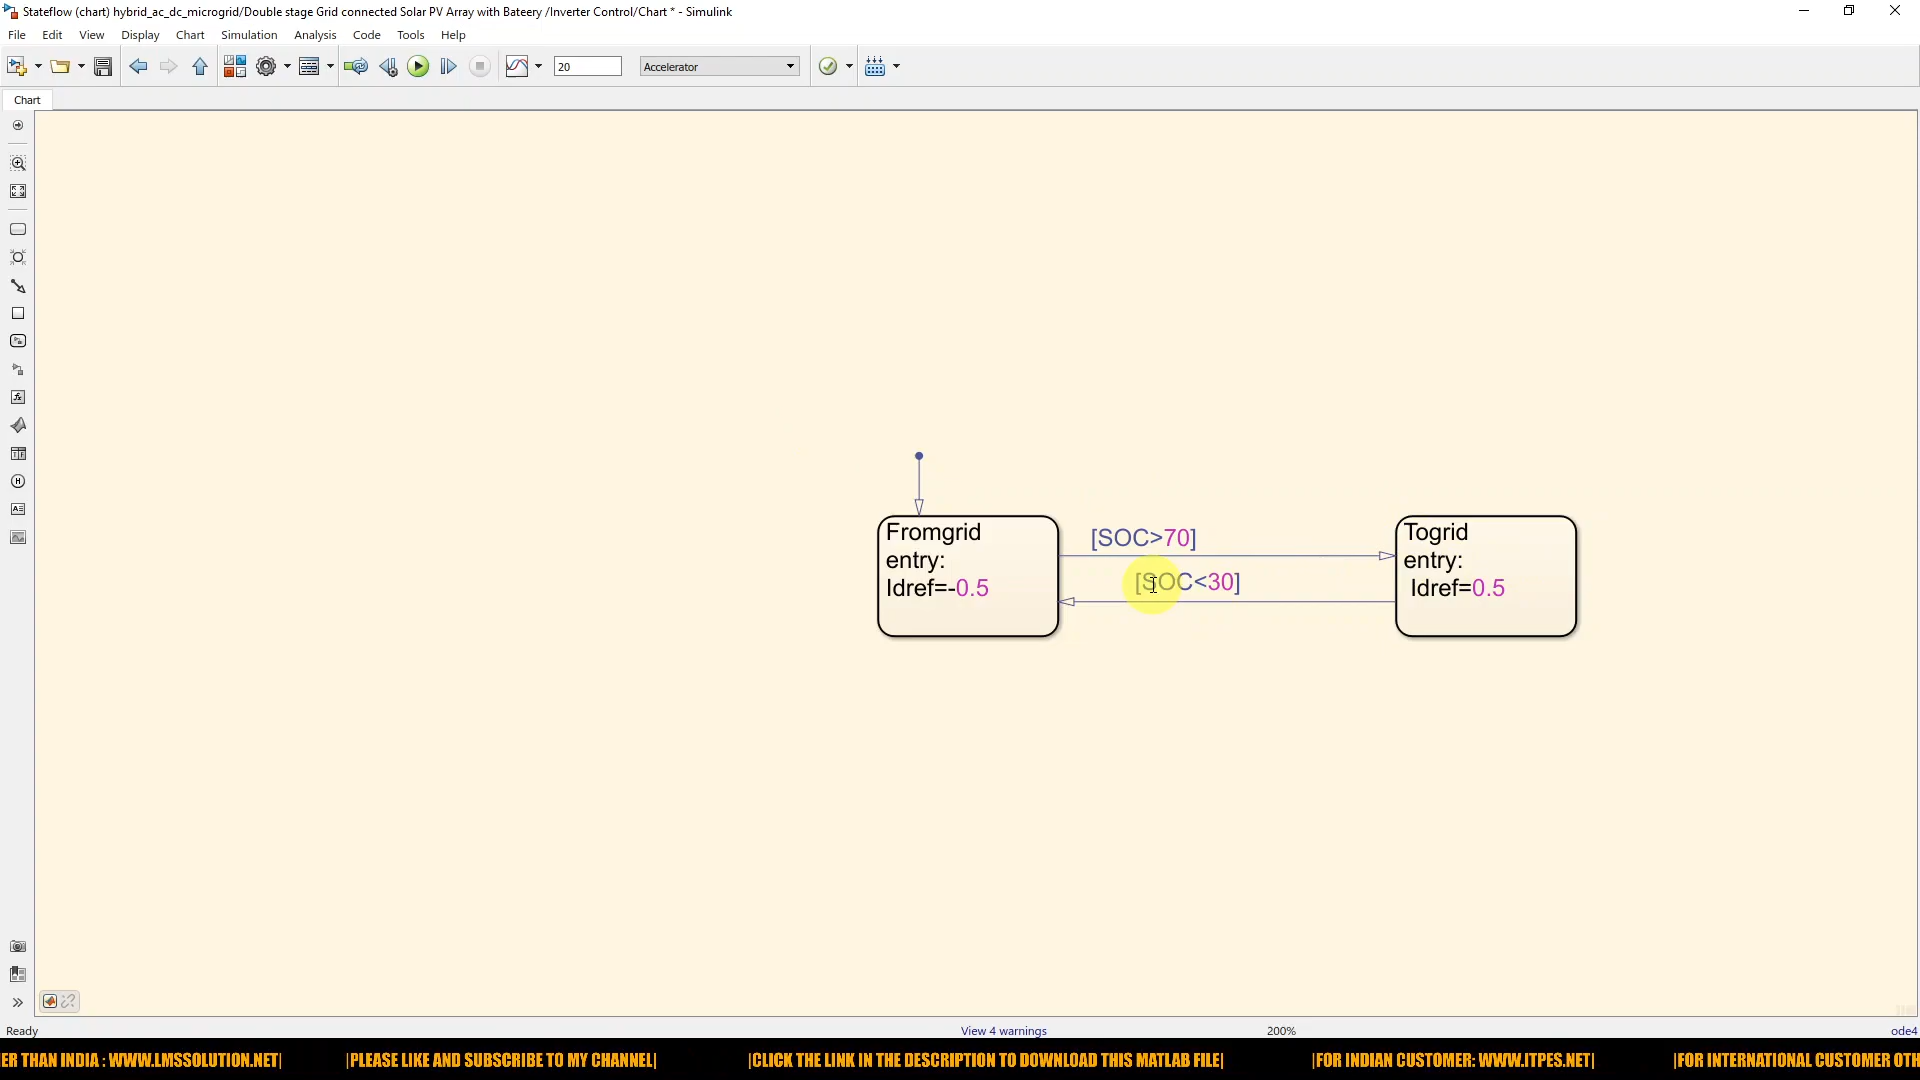 Stateflow (chart) hybrid_ac_dc_microgrid/Double stage Grid connected Solar PV Array with Bateery /Inverter Control/Chart * - Simulink
File Edit View Display Chart Simulation Analysis Code Tools Help
20 Accelerator
Chart
Fromgrid
entry:
Idref=-0.5
[SOC>70]
[SOC<30]
Togrid
entry:
Idref=0.5
Ready View 4 warnings 200% ode4
ER THAN INDIA : WWW.LMSSOLUTION.NET| |PLEASE LIKE AND SUBSCRIBE TO MY CHANNEL| |CLICK THE LINK IN THE DESCRIPTION TO DOWNLOAD THIS MATLAB FILE| |FOR INDIAN CUSTOMER: WWW.ITPES.NET| |FOR INTERNATIONAL CUSTOMER OTH